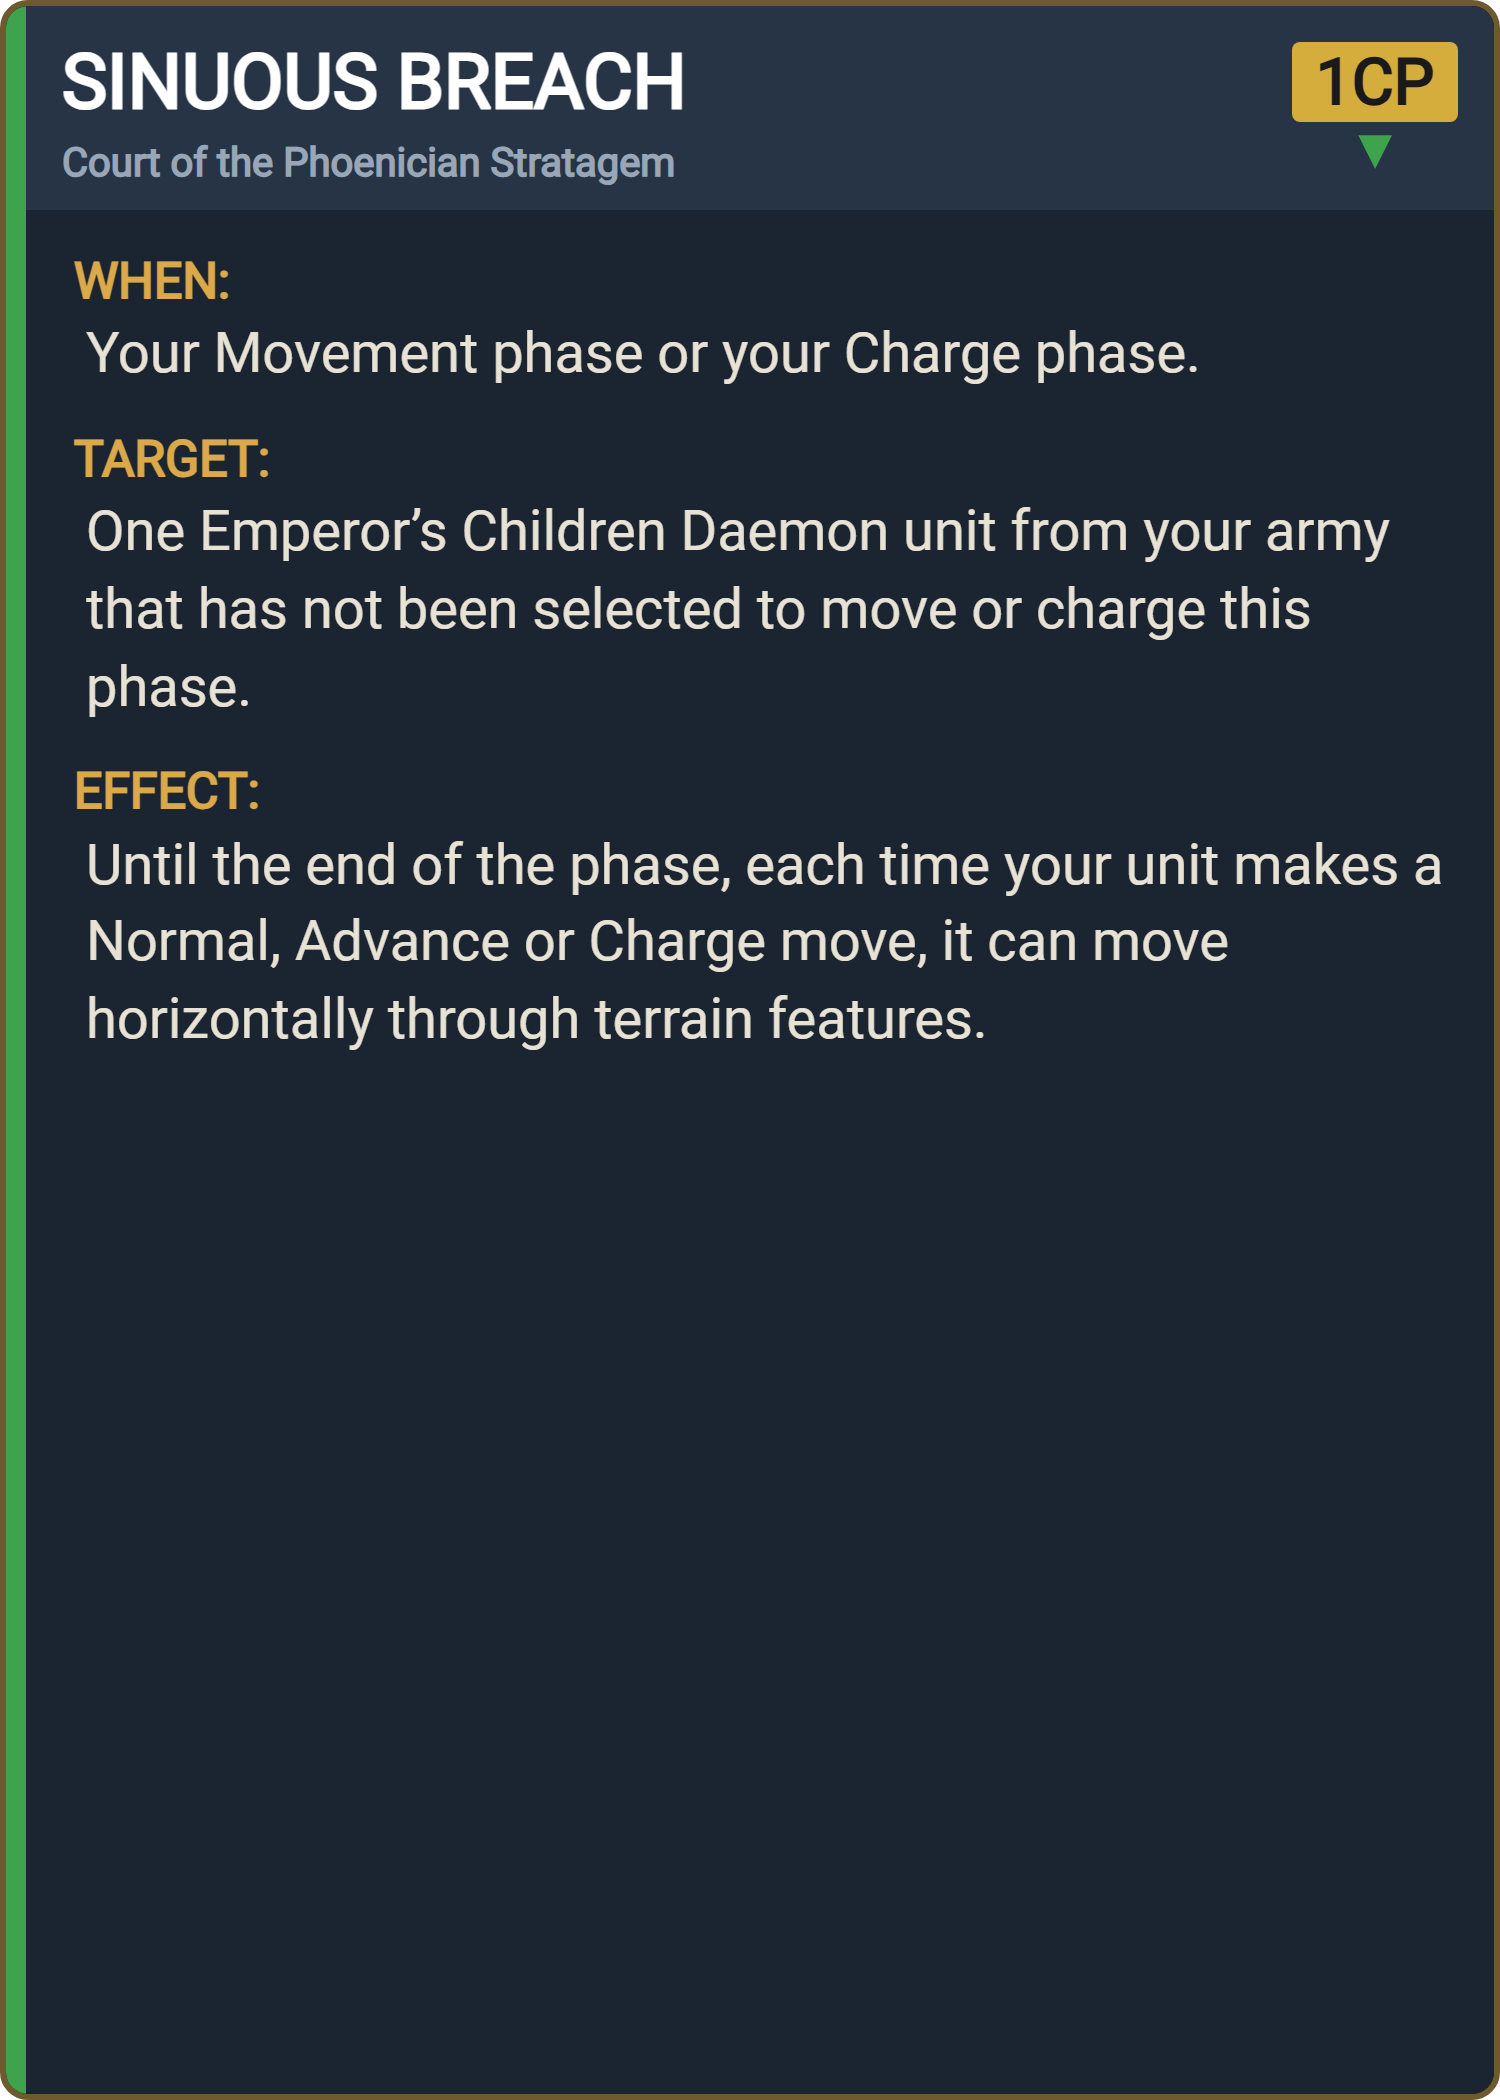 SINUOUS BREACH
1CP
Court of the Phoenician Stratagem
WHEN:
Your Movement phase or your Charge phase.
TARGET:
One Emperor’s Children Daemon unit from your army
that has not been selected to move or charge this
phase.
EFFECT:
Until the end of the phase, each time your unit makes a
Normal, Advance or Charge move, it can move
horizontally through terrain features.